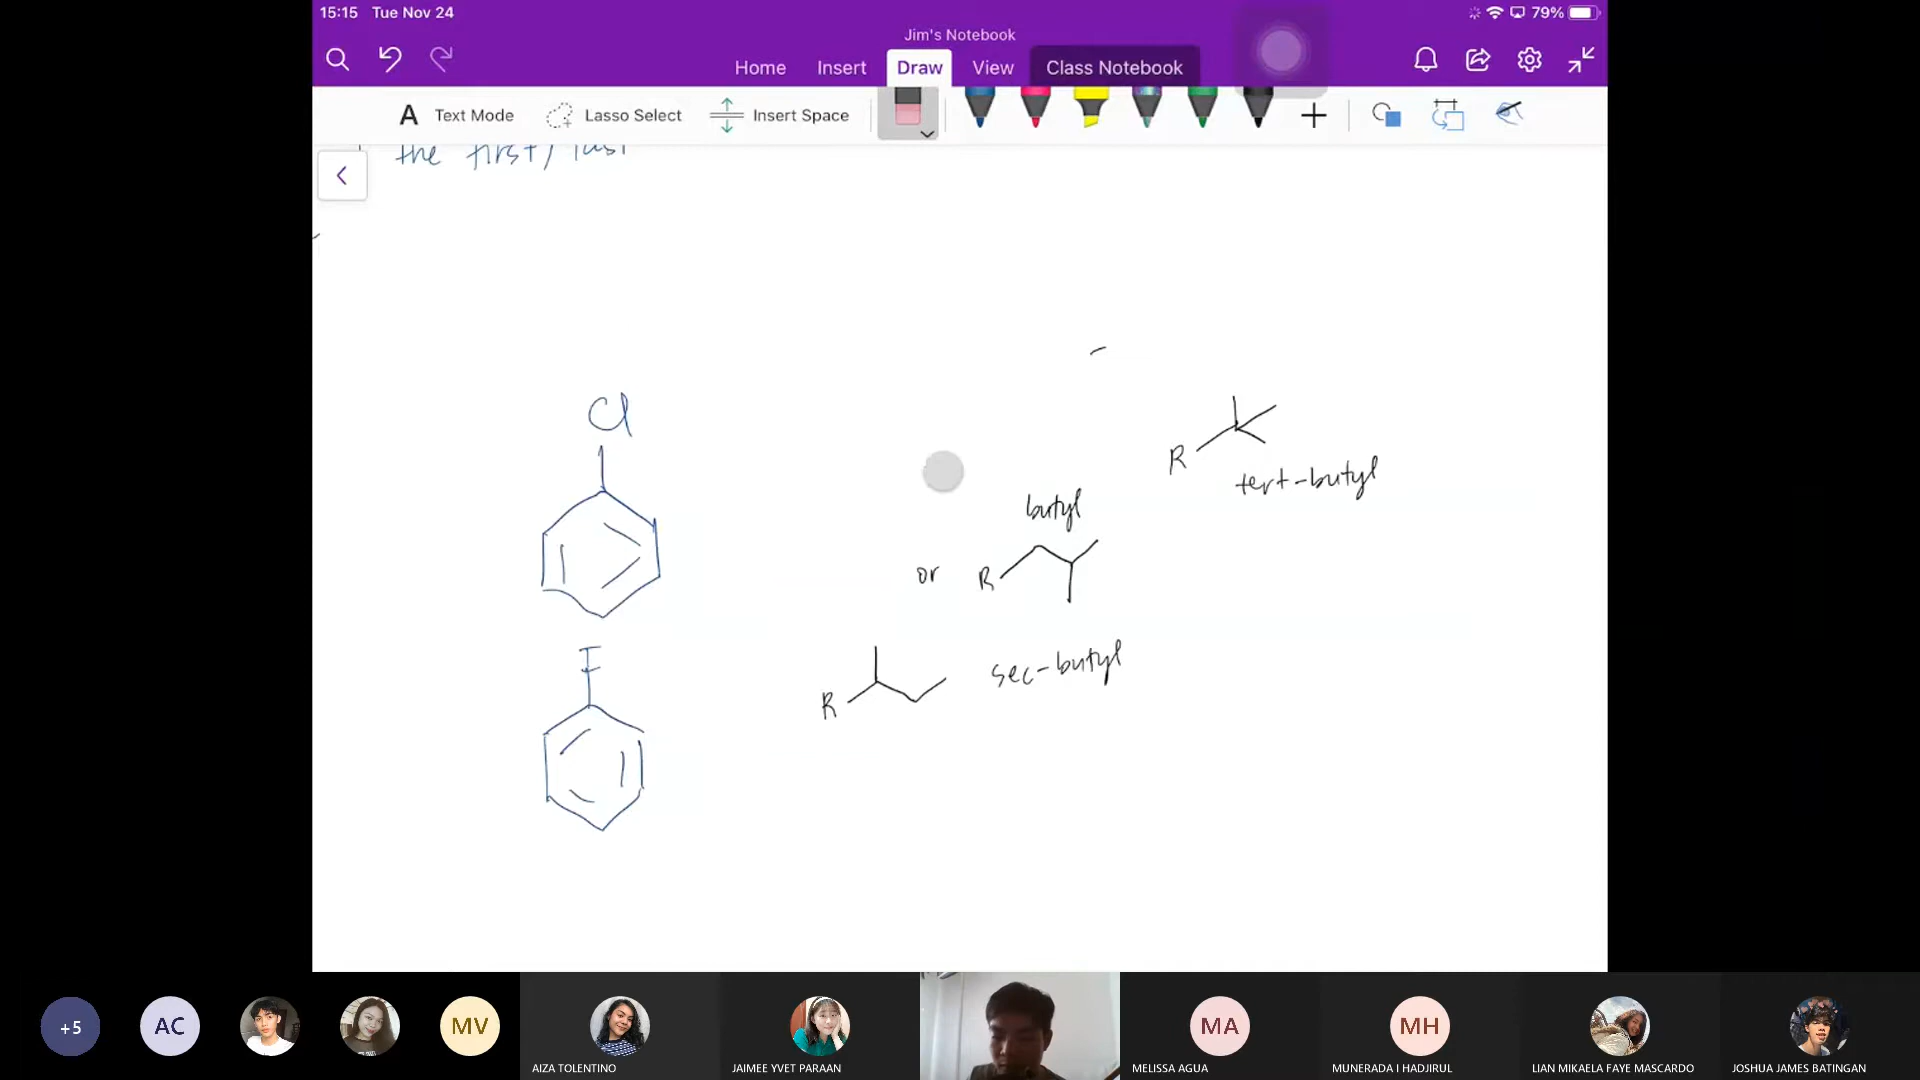 15:15 Tue Nov 24
79%
Jim's Notebook
Home Insert Draw View Class Notebook
A Text Mode Lasso Select Insert Space
the first/last
Cl
R
tert-butyl
butyl
or R
F
sec-butyl
R
+5 AC MV MA MH
AIZA TOLENTINO JAIMEE YVET PARAAN MELISSA AGUA MUNERADA I HADJIRUL LIAN MIKAELA FAYE MASCARDO JOSHUA JAMES BATINGAN